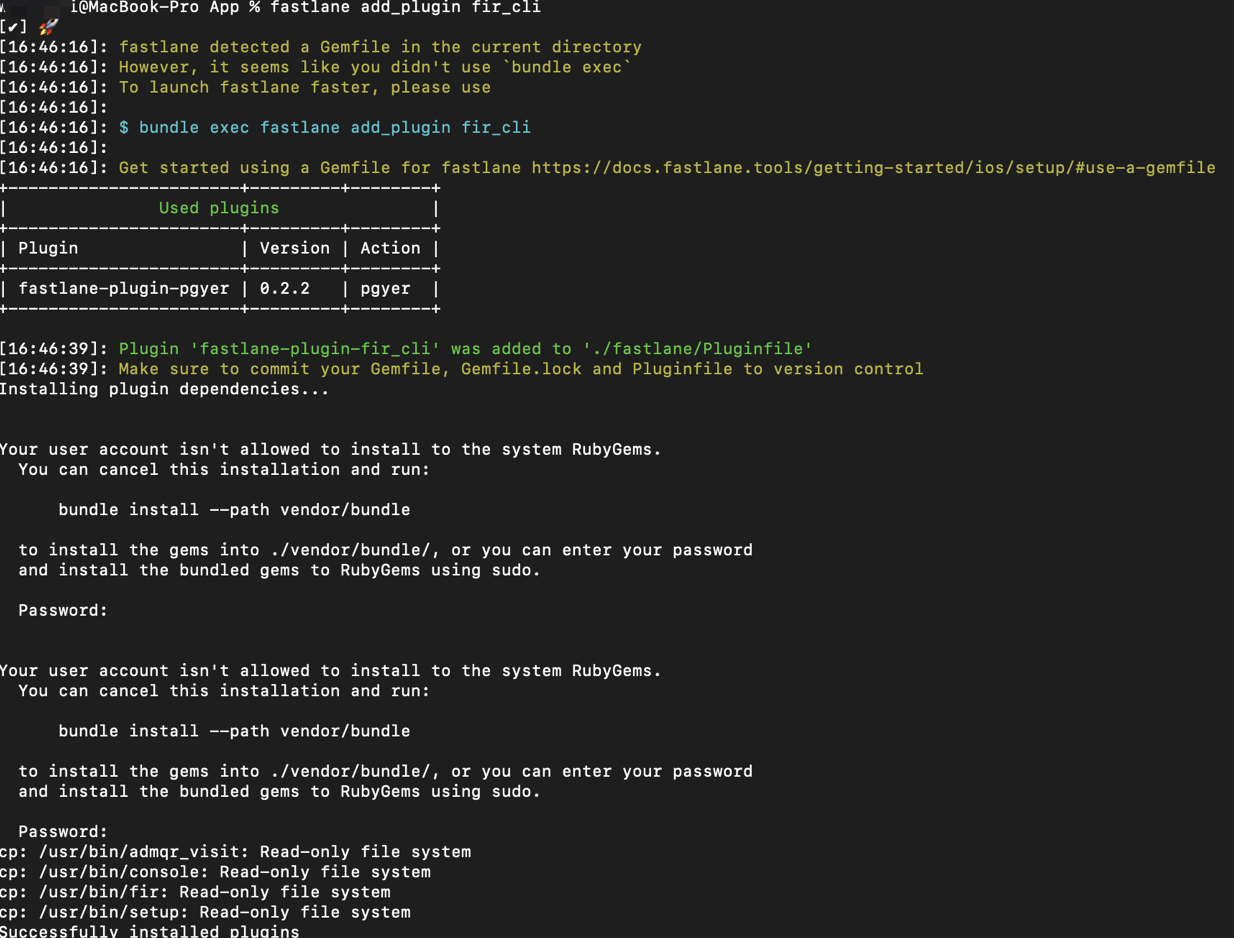 i@MacBook-Pro App % fastlane add_plugin fir_cli
[✔] 🚀
[16:46:16]: fastlane detected a Gemfile in the current directory
[16:46:16]: However, it seems like you didn't use `bundle exec`
[16:46:16]: To launch fastlane faster, please use
[16:46:16]:
[16:46:16]: $ bundle exec fastlane add_plugin fir_cli
[16:46:16]:
[16:46:16]: Get started using a Gemfile for fastlane https://docs.fastlane.tools/getting-started/ios/setup/#use-a-gemfile
+-----------------------+---------+--------+
|               Used plugins               |
+-----------------------+---------+--------+
| Plugin                | Version | Action |
+-----------------------+---------+--------+
| fastlane-plugin-pgyer | 0.2.2   | pgyer  |
+-----------------------+---------+--------+
[16:46:39]: Plugin 'fastlane-plugin-fir_cli' was added to './fastlane/Pluginfile'
[16:46:39]: Make sure to commit your Gemfile, Gemfile.lock and Pluginfile to version control
Installing plugin dependencies...
Your user account isn't allowed to install to the system RubyGems.
You can cancel this installation and run:
bundle install --path vendor/bundle
to install the gems into ./vendor/bundle/, or you can enter your password
and install the bundled gems to RubyGems using sudo.
Password:
Your user account isn't allowed to install to the system RubyGems.
You can cancel this installation and run:
bundle install --path vendor/bundle
to install the gems into ./vendor/bundle/, or you can enter your password
and install the bundled gems to RubyGems using sudo.
Password:
cp: /usr/bin/admqr_visit: Read-only file system
cp: /usr/bin/console: Read-only file system
cp: /usr/bin/fir: Read-only file system
cp: /usr/bin/setup: Read-only file system
Successfully installed plugins